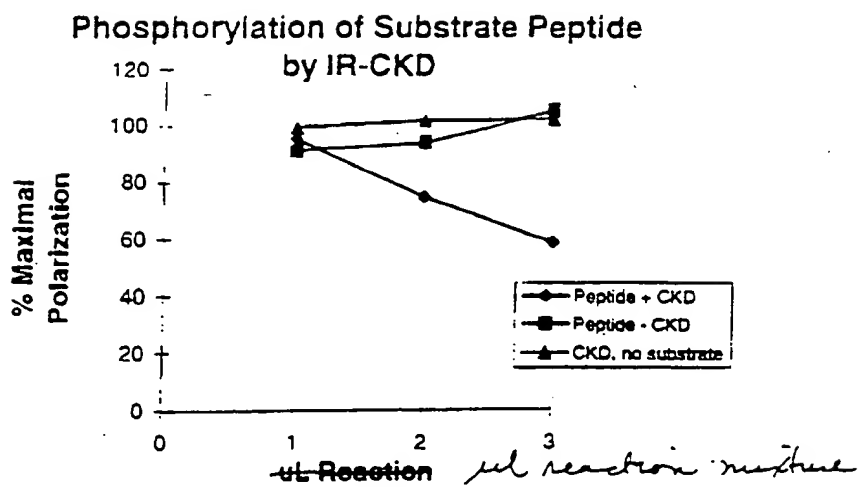 Phosphorylation of Substrate Peptide
by IR-CKD
120
100
80
60
40
20
0
% Maximal
Polarization
Peptide + CKD
Peptide - CKD
CKD, no substrate
0 1 2 3
uL Reaction ul reaction mixture